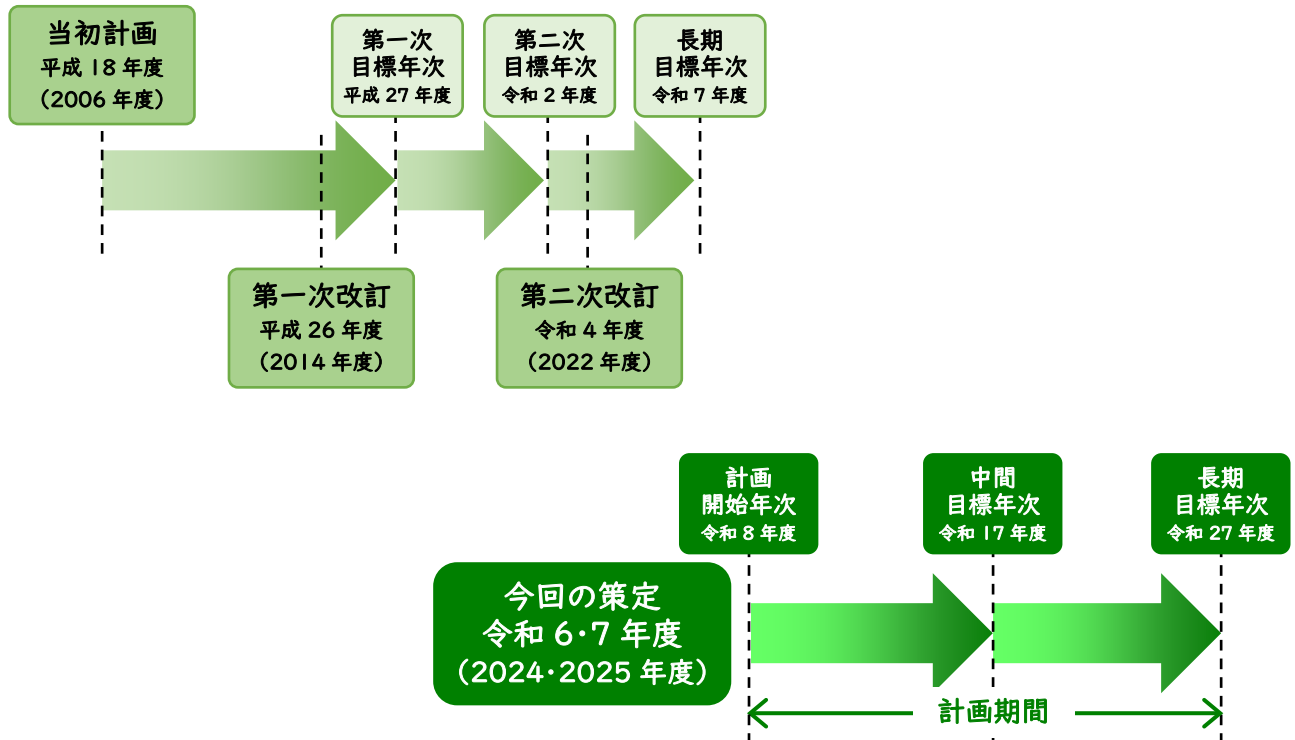 当初計画
平成 18 年度
（2006 年度）
第一次
目標年次
平成 27 年度
第二次
目標年次
令和 2 年度
長期
目標年次
令和 7 年度
第一次改訂
平成 26 年度
（2014 年度）
第二次改訂
令和 4 年度
（2022 年度）
計画
開始年次
令和 8 年度
中間
目標年次
令和 17 年度
長期
目標年次
令和 27 年度
今回の策定
令和 6・7 年度
（2024・2025 年度）
計画期間